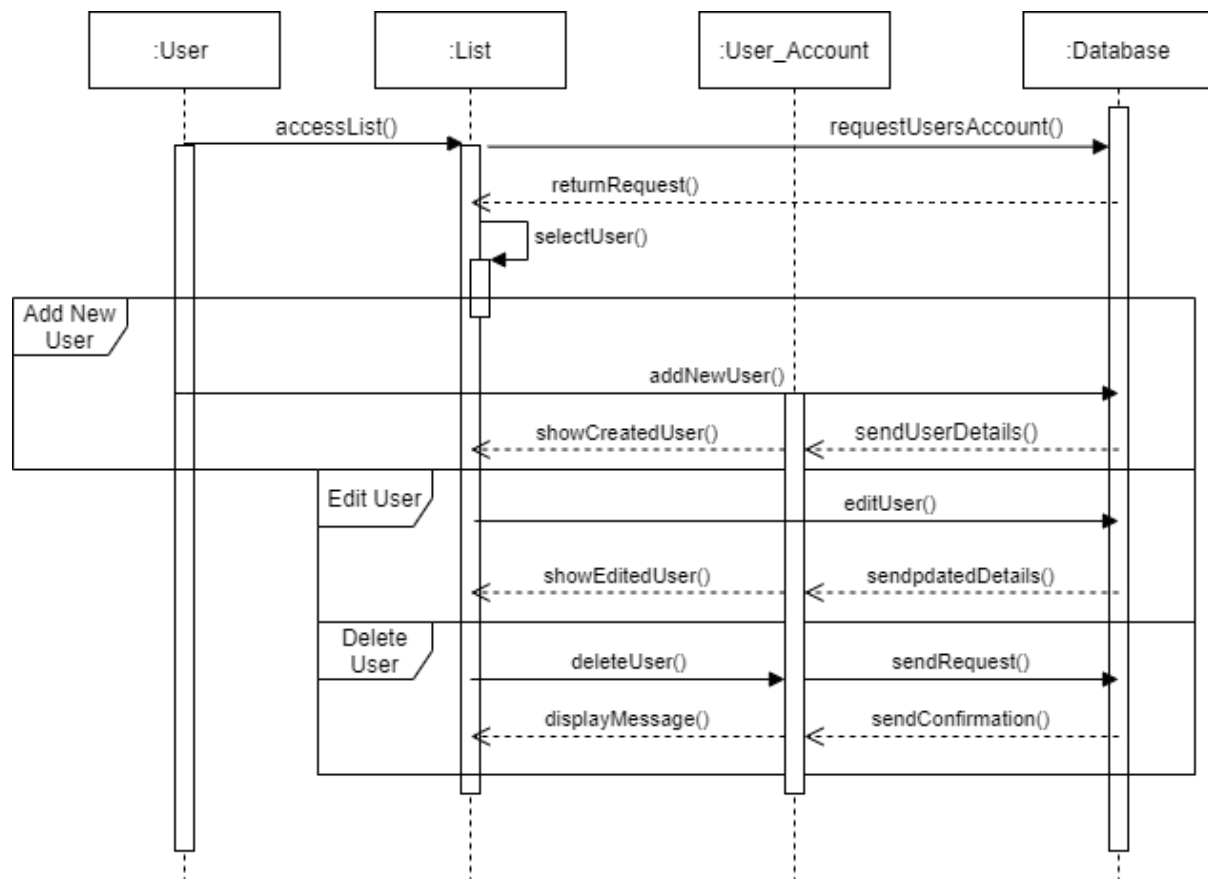 :User
:List
:User_Account
:Database
accessList()
requestUsersAccount()
returnRequest()
selectUser()
Add New
User
addNewUser()
showCreatedUser()
sendUserDetails()
Edit User
editUser()
showEditedUser()
sendpdatedDetails()
Delete
User
deleteUser()
sendRequest()
displayMessage()
sendConfirmation()